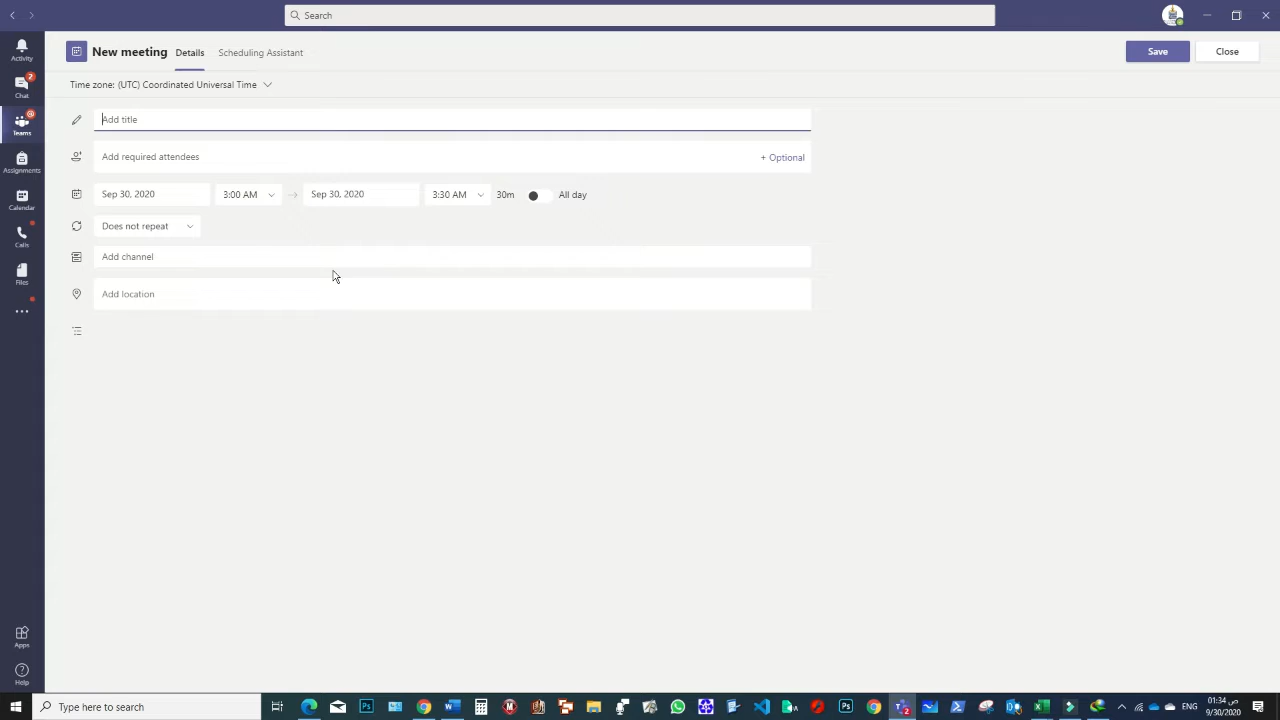 Search
Activity
2
Chat
Teams
Assignments
Calendar
Calls
Files
Apps
Help
New meeting
Details
Scheduling Assistant
Save
Close
Time zone: (UTC) Coordinated Universal Time
Add title
Add required attendees
+ Optional
Sep 30, 2020
3:00 AM
Sep 30, 2020
3:30 AM
30m
All day
Does not repeat
Add channel
Add location
Type here to search
ENG
01:34 ص
9/30/2020